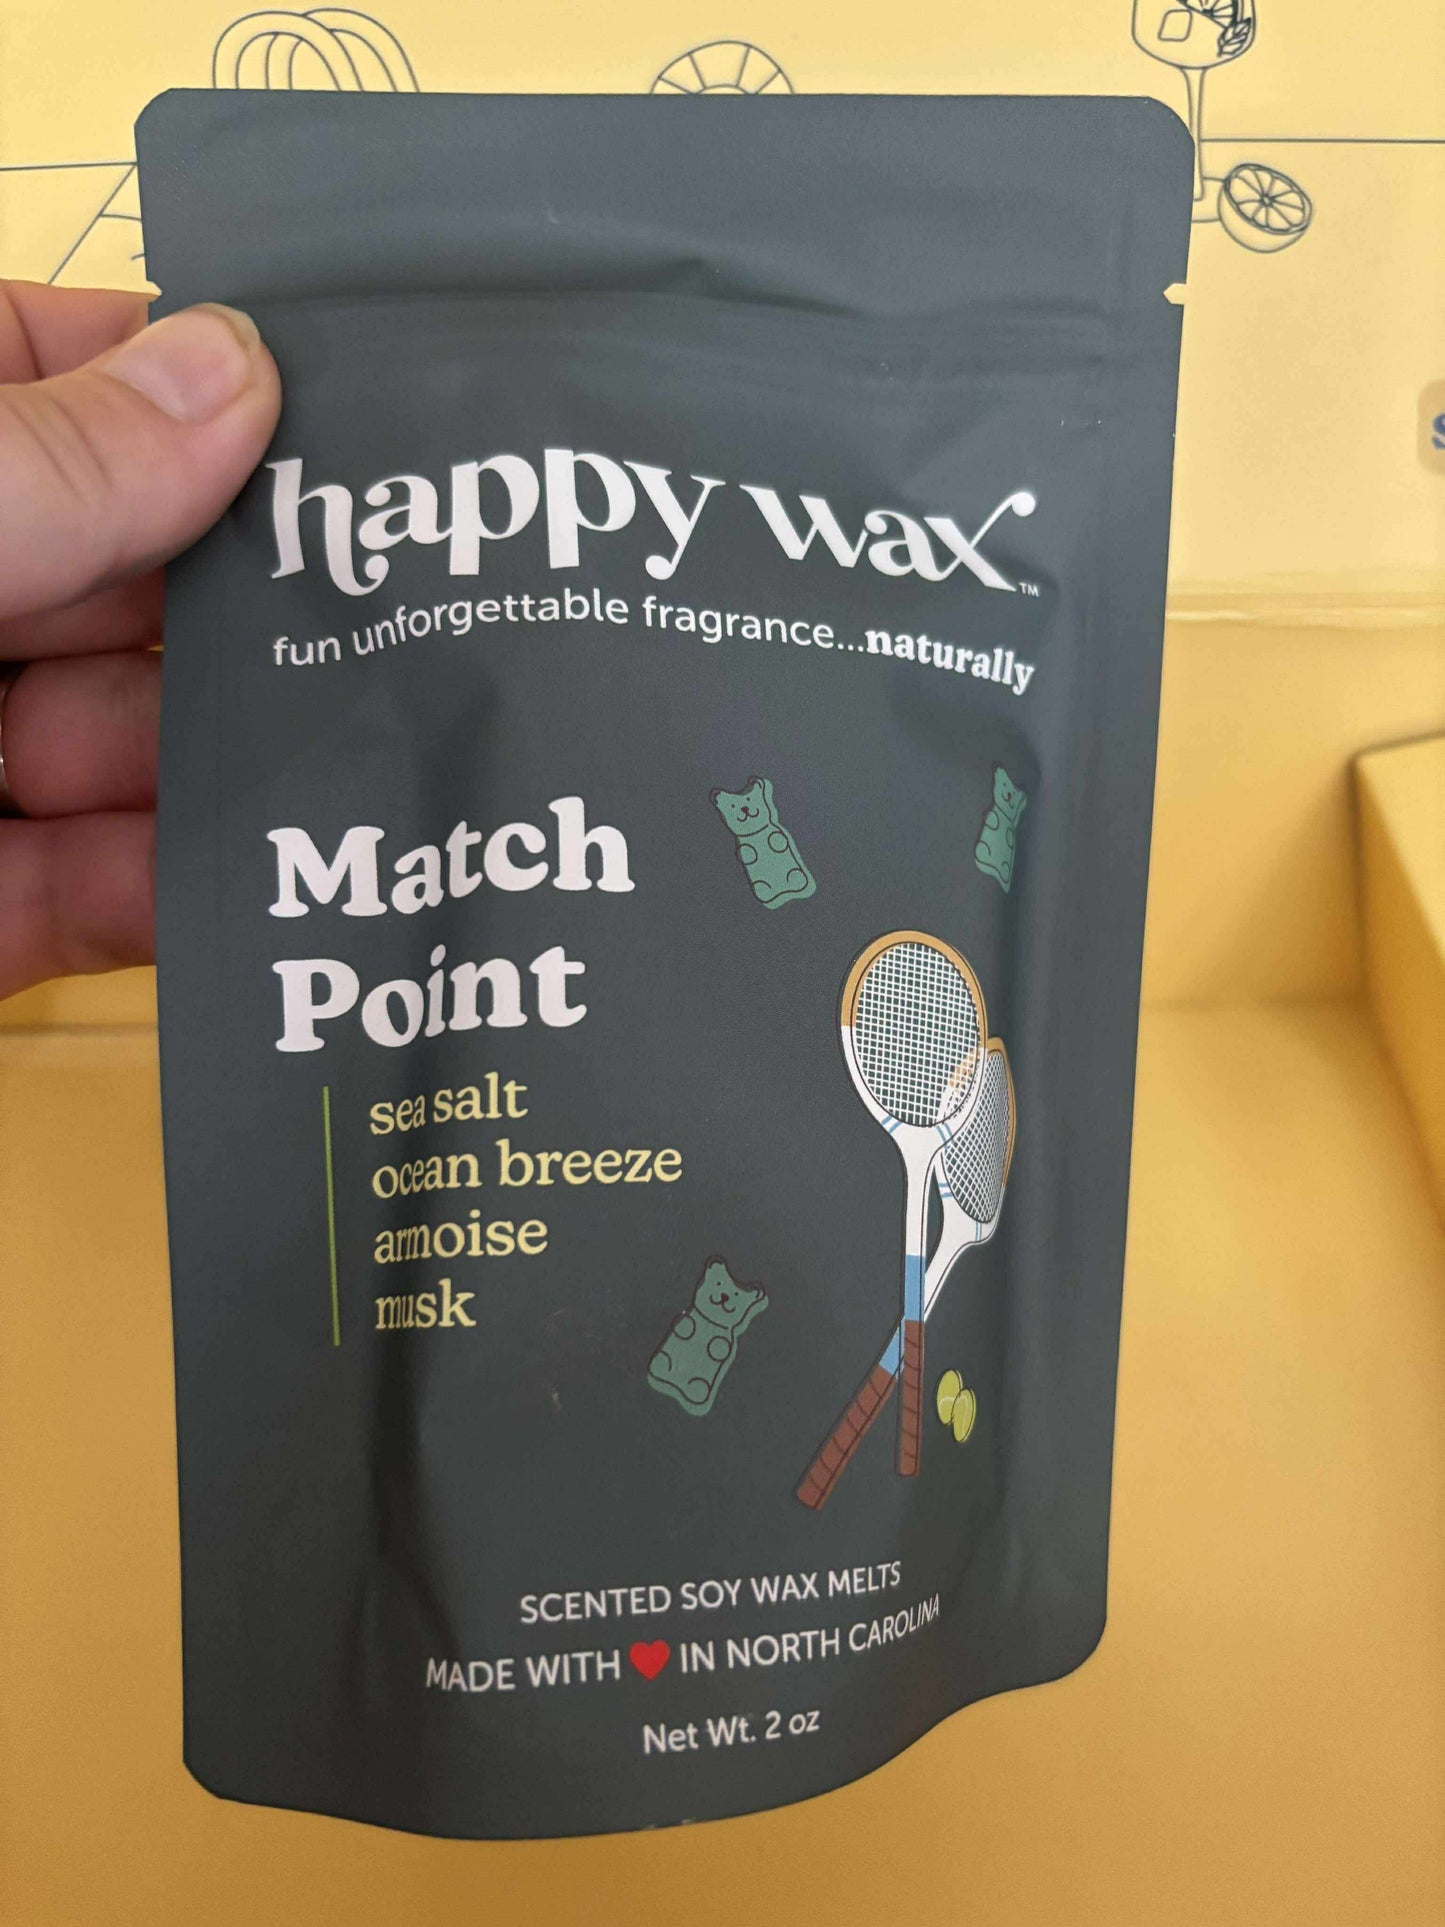 happy wax™
fun unforgettable fragrance...naturally
Match
Point
sea salt
ocean breeze
armoise
musk
SCENTED SOY WAX MELTS
MADE WITH ❤ IN NORTH CAROLINA
Net Wt. 2 oz